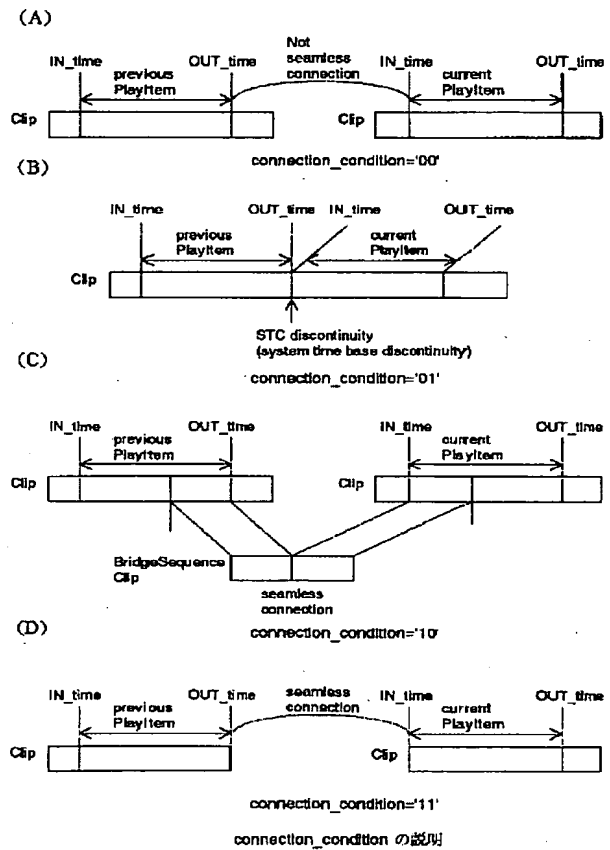 (A)
Not
seamless
connection
IN_time
OUT_time
IN_time
OUT_time
previous
PlayItem
current
PlayItem
Clip
Clip
connection_condition='00'
(B)
IN_time
OUT_time
IN_time
OUT_time
previous
PlayItem
current
PlayItem
Clip
STC discontinuity
(system time base discontinuity)
connection_condition='01'
(C)
IN_time
OUT_time
IN_time
OUT_time
previous
PlayItem
current
PlayItem
Clip
Clip
BridgeSequence
Clip
seamless
connection
connection_condition='10'
(D)
IN_time
OUT_time
seamless
connection
IN_time
OUT_time
previous
PlayItem
current
PlayItem
Clip
Clip
connection_condition='11'
connection_condition の説明